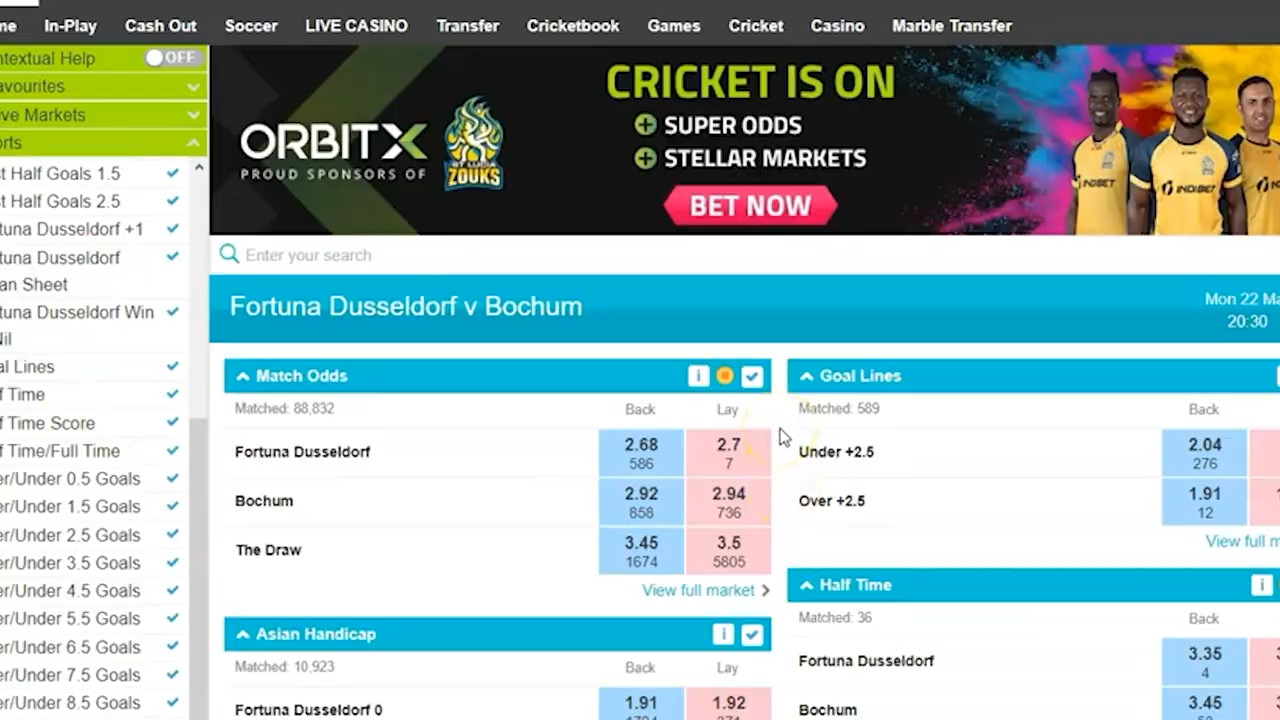 me In-Play Cash Out Soccer LIVE CASINO Transfer Cricketbook Games Cricket Casino Marble Transfer
ntextual Help OFF
avourites
ive Markets
orts
st Half Goals 1.5
st Half Goals 2.5
tuna Dusseldorf +1
tuna Dusseldorf
an Sheet
tuna Dusseldorf Win
Nil
al Lines
f Time
f Time Score
f Time/Full Time
er/Under 0.5 Goals
er/Under 1.5 Goals
er/Under 2.5 Goals
er/Under 3.5 Goals
er/Under 4.5 Goals
er/Under 5.5 Goals
er/Under 6.5 Goals
er/Under 7.5 Goals
er/Under 8.5 Goals
ORBITX
PROUD SPONSORS OF
ST LUCIA
ZOUKS
CRICKET IS ON
SUPER ODDS
STELLAR MARKETS
BET NOW
INDIBET
Enter your search
Fortuna Dusseldorf v Bochum
Mon 22 Ma
20:30
Match Odds
Matched: 88,832 Back Lay
Fortuna Dusseldorf 2.68 2.7
586 7
Bochum 2.92 2.94
858 736
The Draw 3.45 3.5
1674 5805
View full market
Asian Handicap
Matched: 10,923 Back Lay
Fortuna Dusseldorf 0 1.91 1.92
Goal Lines
Matched: 589 Back
Under +2.5 2.04
276
Over +2.5 1.91
12
View full m
Half Time
Matched: 36 Back
Fortuna Dusseldorf 3.35
4
Bochum 3.45